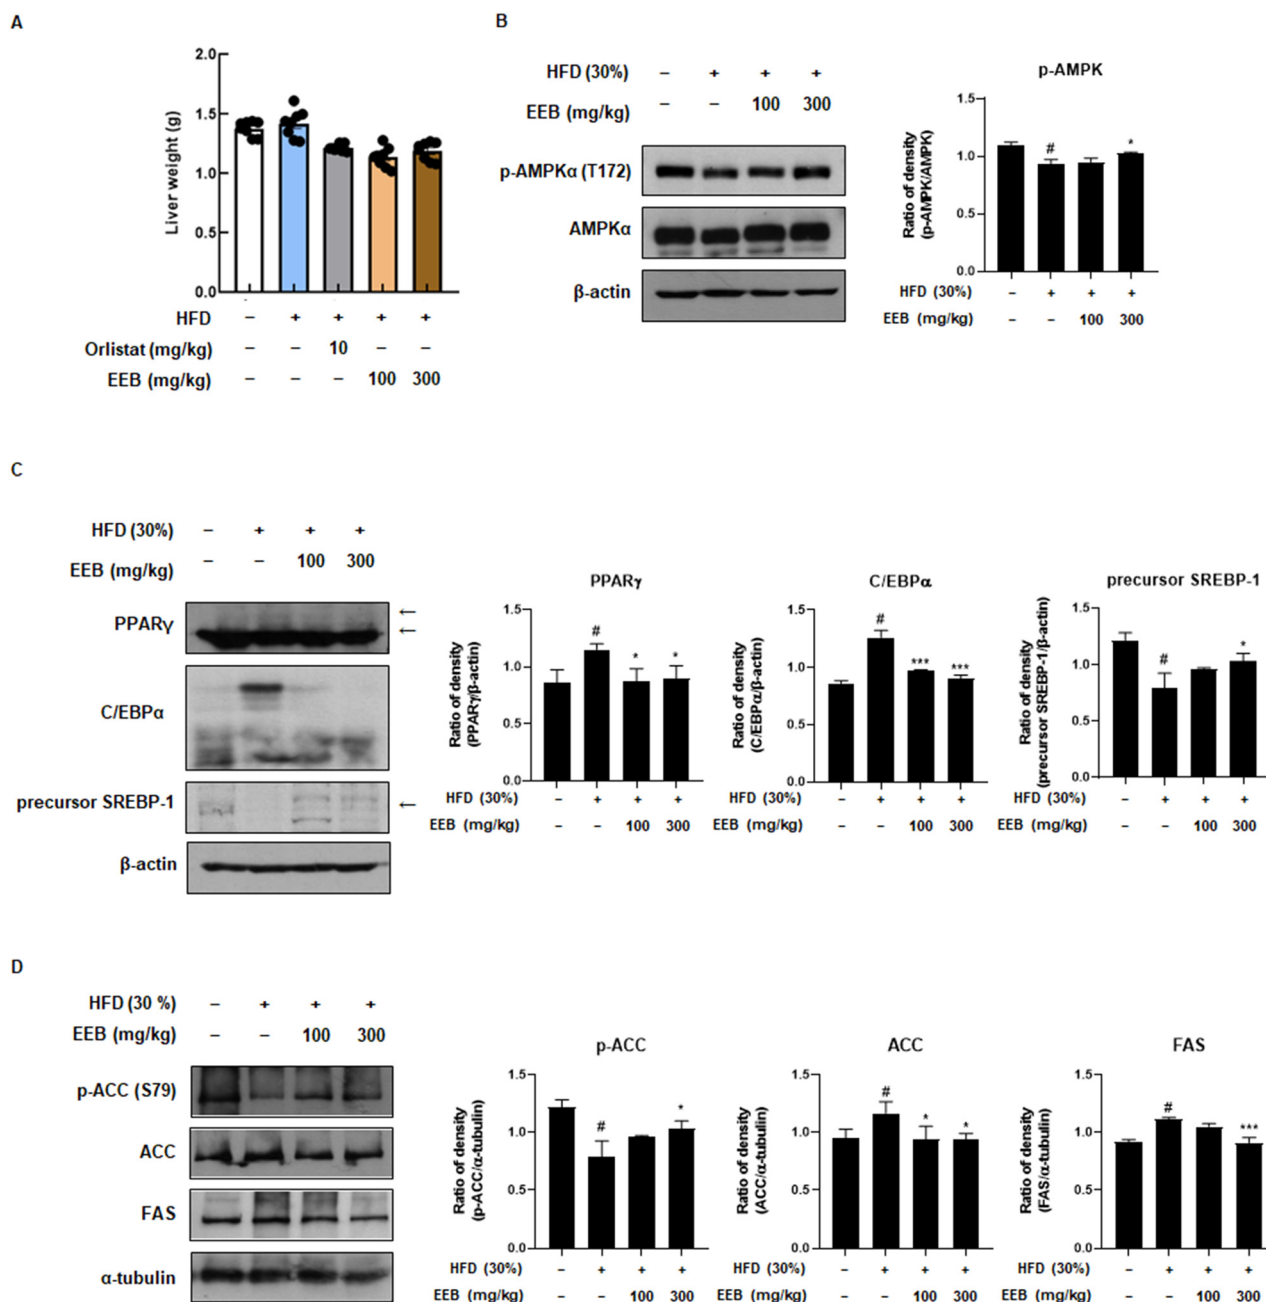 A
2.0
1.5
1.0
0.5
0.0
Liver weight (g)
HFD – + + + +
Orlistat (mg/kg) – – 10 – –
EEB (mg/kg) – – – 100 300
B
HFD (30%) – + + +
EEB (mg/kg) – – 100 300
p-AMPKα (T172)
AMPKα
β-actin
p-AMPK
Ratio of density
(p-AMPK/AMPK)
1.5
1.0
0.5
0.0
# *
HFD (30%) – + + +
EEB (mg/kg) – – 100 300
C
HFD (30%) – + + +
EEB (mg/kg) – – 100 300
PPARγ ←
←
C/EBPα
precursor SREBP-1 ←
β-actin
PPARγ
Ratio of density
(PPARγ/β-actin)
1.5
1.0
0.5
0.0
# * *
HFD (30%) – + + +
EEB (mg/kg) – – 100 300
C/EBPα
Ratio of density
(C/EBPα/β-actin)
1.5
1.0
0.5
0.0
# *** ***
– + + +
– – 100 300
precursor SREBP-1
Ratio of density
(precursor SREBP-1/β-actin)
1.5
1.0
0.5
0.0
# *
HFD (30%) – + + +
EEB (mg/kg) – – 100 300
D
HFD (30 %) – + + +
EEB (mg/kg) – – 100 300
p-ACC (S79)
ACC
FAS
α-tubulin
p-ACC
Ratio of density
(p-ACC/α-tubulin)
1.5
1.0
0.5
0.0
# *
HFD (30%) – + + +
EEB (mg/kg) – – 100 300
ACC
Ratio of density
(ACC/α-tubulin)
1.5
1.0
0.5
0.0
# * *
HFD (30%) – + + +
EEB (mg/kg) – – 100 300
FAS
Ratio of density
(FAS/α-tubulin)
1.5
1.0
0.5
0.0
# ***
HFD (30%) – + + +
EEB (mg/kg) – – 100 300